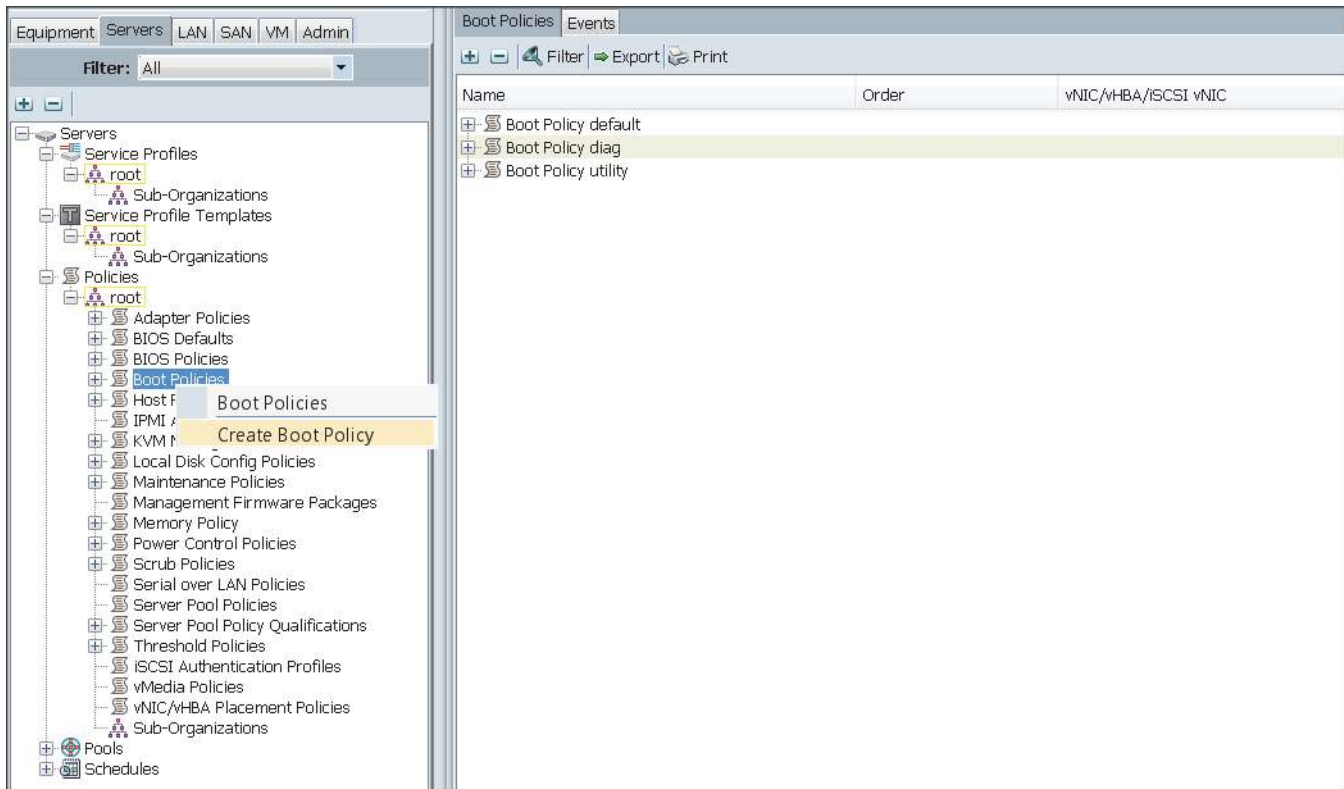 Equipment Servers LAN SAN VM Admin
Filter: All
Servers
Service Profiles
root
Sub-Organizations
Service Profile Templates
root
Sub-Organizations
Policies
root
Adapter Policies
BIOS Defaults
BIOS Policies
Boot Policies
Host
IPMI
KVM
Local Disk Config Policies
Maintenance Policies
Management Firmware Packages
Memory Policy
Power Control Policies
Scrub Policies
Serial over LAN Policies
Server Pool Policies
Server Pool Policy Qualifications
Threshold Policies
iSCSI Authentication Profiles
vMedia Policies
vNIC/vHBA Placement Policies
Sub-Organizations
Pools
Schedules
Boot Policies
Create Boot Policy
Boot Policies Events
Filter Export Print
Name Order vNIC/vHBA/iSCSI vNIC
Boot Policy default
Boot Policy diag
Boot Policy utility